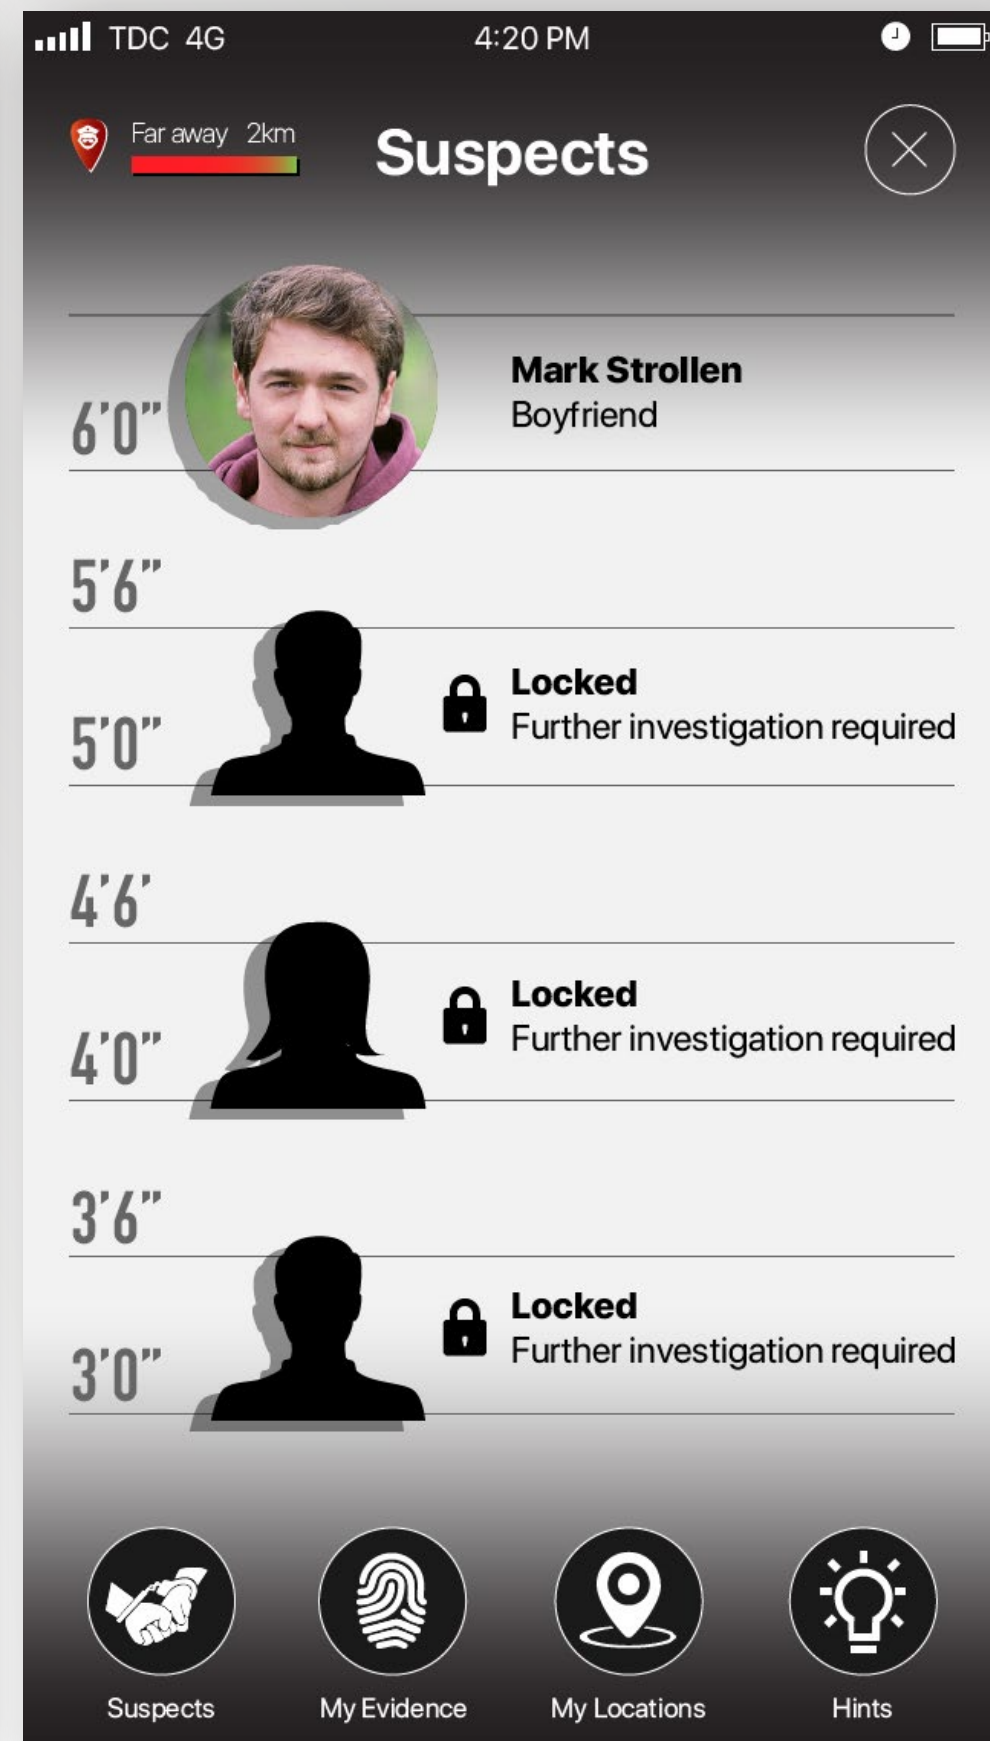 TDC 4G 4:20 PM
Far away 2km
Suspects
Mark Strollen
Boyfriend
6'0"
5'6"
Locked
Further investigation required
5'0"
4'6'
Locked
Further investigation required
4'0"
3'6"
Locked
Further investigation required
3'0"
Suspects My Evidence My Locations Hints